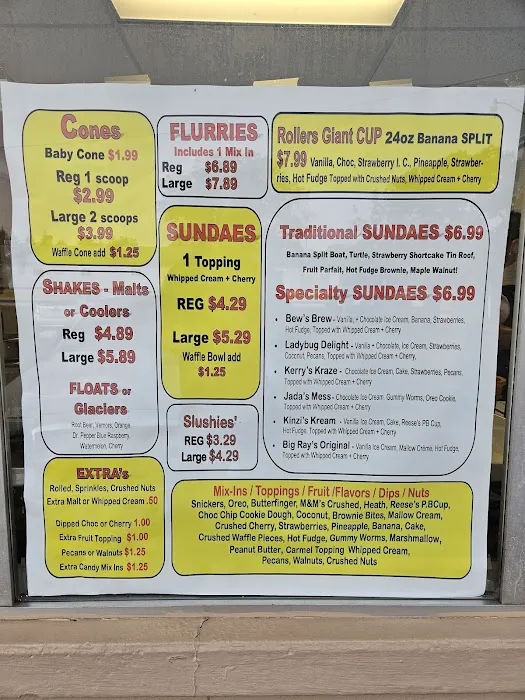 Cones
Baby Cone $1.99
Reg 1 scoop
$2.99
Large 2 scoops
$3.99
Waffle Cone add $1.25
FLURRIES
Includes 1 Mix In
Reg $6.89
Large $7.89
Rollers Giant CUP 24oz Banana SPLIT
$7.99 Vanilla, Choc, Strawberry I. C., Pineapple, Strawber-
ries, Hot Fudge Topped with Crushed Nuts, Whipped Cream + Cherry
SHAKES - Malts
or Coolers
Reg $4.89
Large $5.89
FLOATS or
Glaciers
Root Beer, Vernors, Orange,
Dr. Pepper Blue Raspberry,
Watermelon, Cherry
SUNDAES
1 Topping
Whipped Cream + Cherry
REG $4.29
Large $5.29
Waffle Bowl add
$1.25
Slushies'
REG $3.29
Large $4.29
Traditional SUNDAES $6.99
Banana Split Boat, Turtle, Strawberry Shortcake Tin Roof,
Fruit Parfait, Hot Fudge Brownie, Maple Walnut!
Specialty SUNDAES $6.99
• Bew's Brew - Vanilla, + Chocolate Ice Cream, Banana, Strawberries,
Hot Fudge, Topped with Whipped Cream + Cherry
• Ladybug Delight - Vanilla + Chocolate, Ice Cream, Strawberries,
Coconut, Pecans, Topped with Whipped Cream + Cherry,
• Kerry's Kraze - Chocolate Ice Cream, Cake, Strawberries, Pecans,
Topped with Whipped Cream + Cherry
• Jada's Mess - Chocolate Ice Cream, Gummy Worms, Oreo Cookie,
Topped with Whipped Cream + Cherry
• Kinzi's Kream - Vanilla Ice Cream, Cake, Reese's PB Cup,
Hot Fudge, Topped with Whipped Cream + Cherry
• Big Ray's Original - Vanilla Ice Cream, Mallow Creme, Hot Fudge,
Topped with Whipped Cream + Cherry
EXTRA's
Rolled, Sprinkles, Crushed Nuts
Extra Malt or Whipped Cream .50
Dipped Choc or Cherry 1.00
Extra Fruit Topping $1.00
Pecans or Walnuts $1.25
Extra Candy Mix Ins $1.25
Mix-Ins / Toppings / Fruit /Flavors / Dips / Nuts
Snickers, Oreo, Butterfinger, M&M's Crushed, Heath, Reese's P.B.Cup,
Choc Chip Cookie Dough, Coconut, Brownie Bites, Mallow Cream,
Crushed Cherry, Strawberries, Pineapple, Banana, Cake,
Crushed Waffle Pieces, Hot Fudge, Gummy Worms, Marshmallow,
Peanut Butter, Carmel Topping Whipped Cream,
Pecans, Walnuts, Crushed Nuts